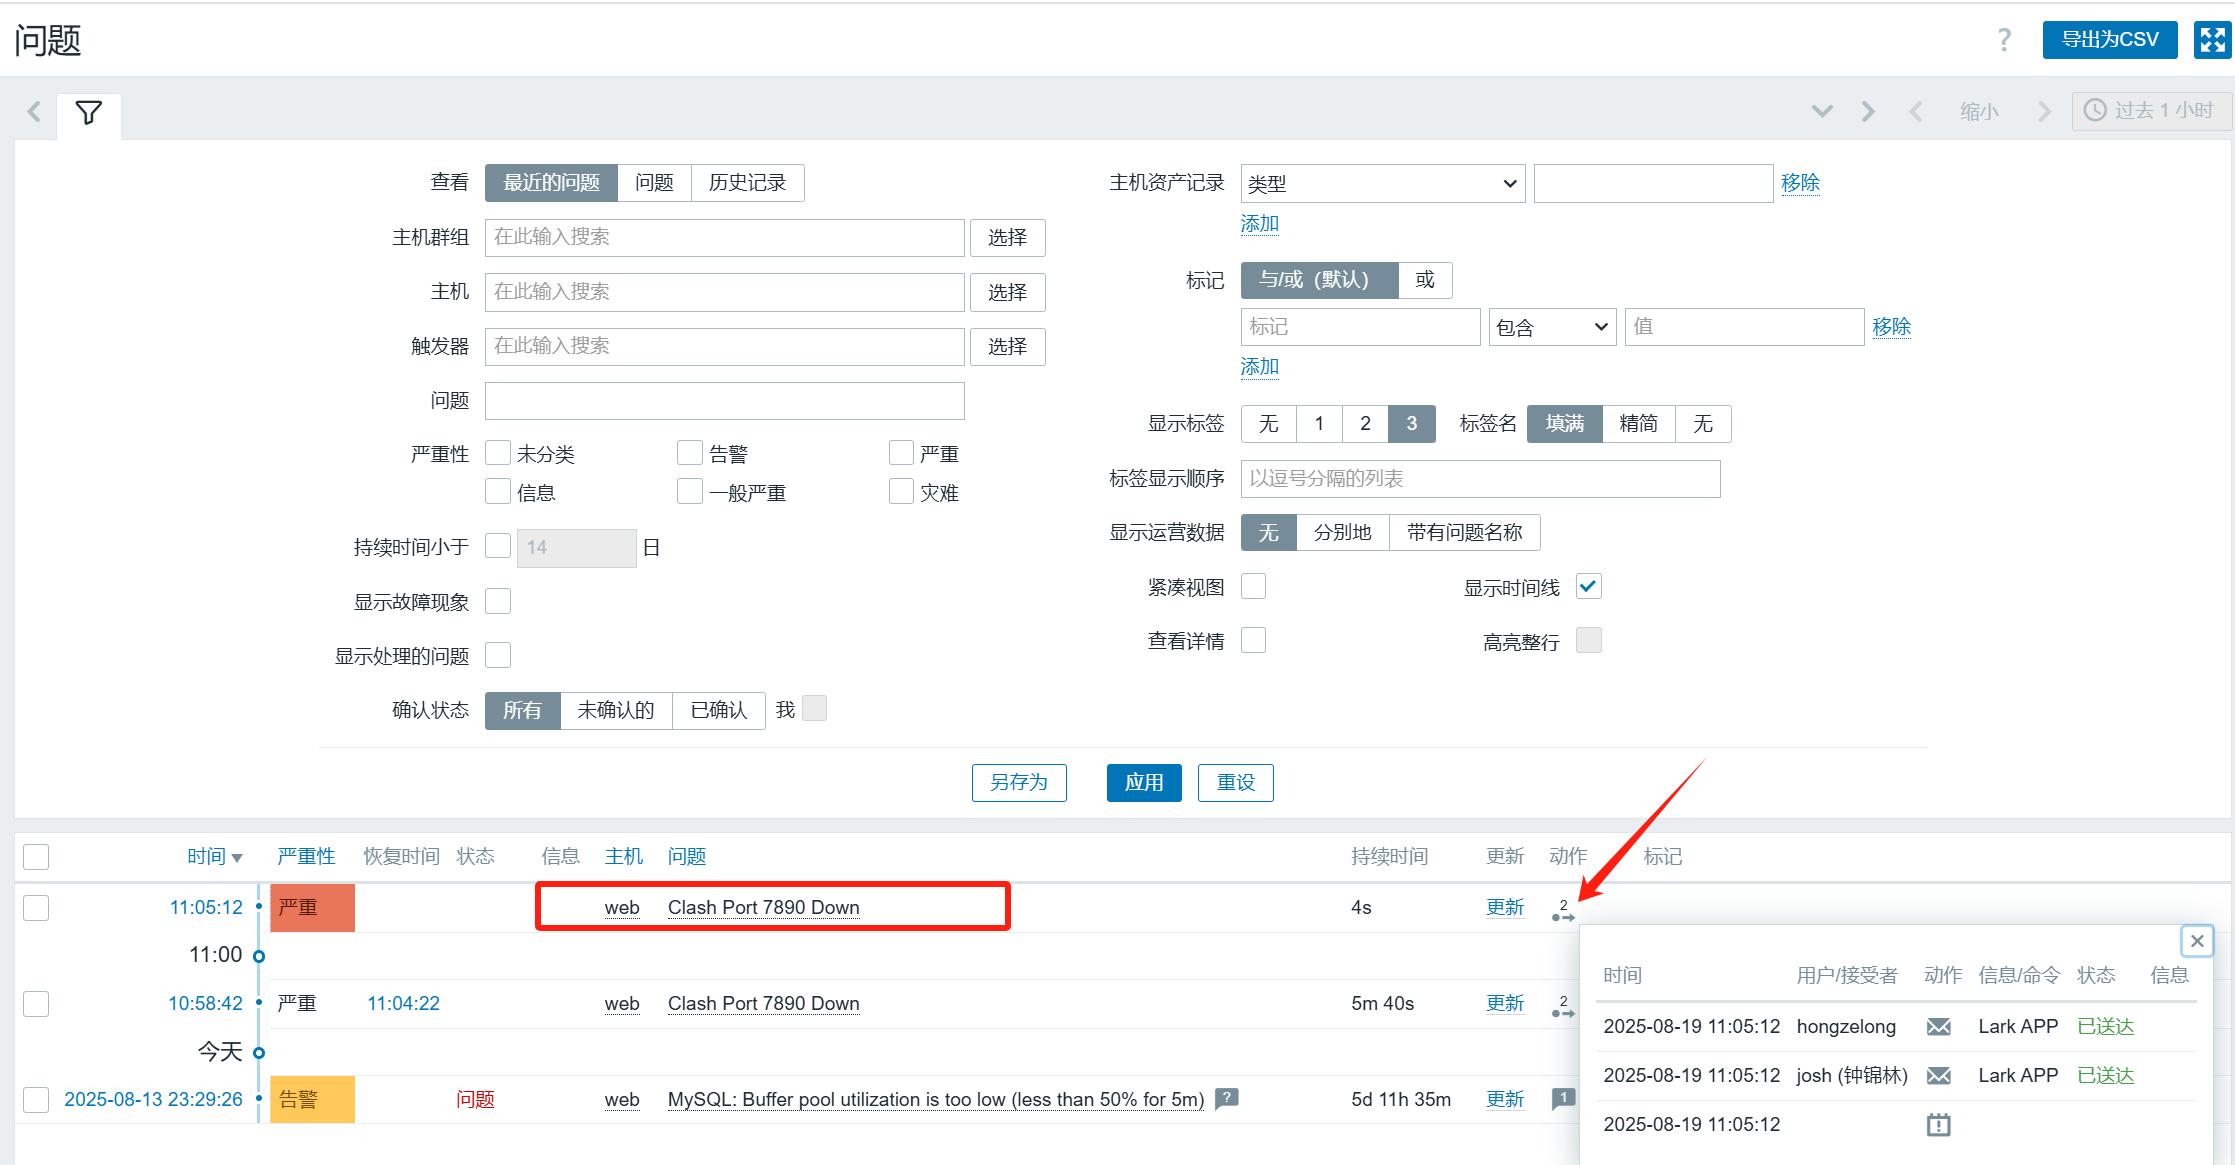 问题
?
导出为CSV
缩小
过去 1 小时
查看 最近的问题 问题 历史记录
主机群组 在此输入搜索 选择
主机 在此输入搜索 选择
触发器 在此输入搜索 选择
问题
严重性 未分类 告警 严重
信息 一般严重 灾难
持续时间小于 14 日
显示故障现象
显示处理的问题
确认状态 所有 未确认的 已确认 我
主机资产记录 类型 移除
添加
标记 与/或（默认） 或
标记 包含 值 移除
添加
显示标签 无 1 2 3 标签名 填满 精简 无
标签显示顺序 以逗号分隔的列表
显示运营数据 无 分别地 带有问题名称
紧凑视图 显示时间线
查看详情 高亮整行
另存为 应用 重设
时间 严重性 恢复时间 状态 信息 主机 问题 持续时间 更新 动作 标记
11:05:12 严重 web Clash Port 7890 Down 4s 更新 2
11:00
10:58:42 严重 11:04:22 web Clash Port 7890 Down 5m 40s 更新 2
今天
2025-08-13 23:29:26 告警 问题 web MySQL: Buffer pool utilization is too low (less than 50% for 5m) ? 5d 11h 35m 更新 1
时间 用户/接受者 动作 信息/命令 状态 信息
2025-08-19 11:05:12 hongzelong Lark APP 已送达
2025-08-19 11:05:12 josh (钟锦林) Lark APP 已送达
2025-08-19 11:05:12